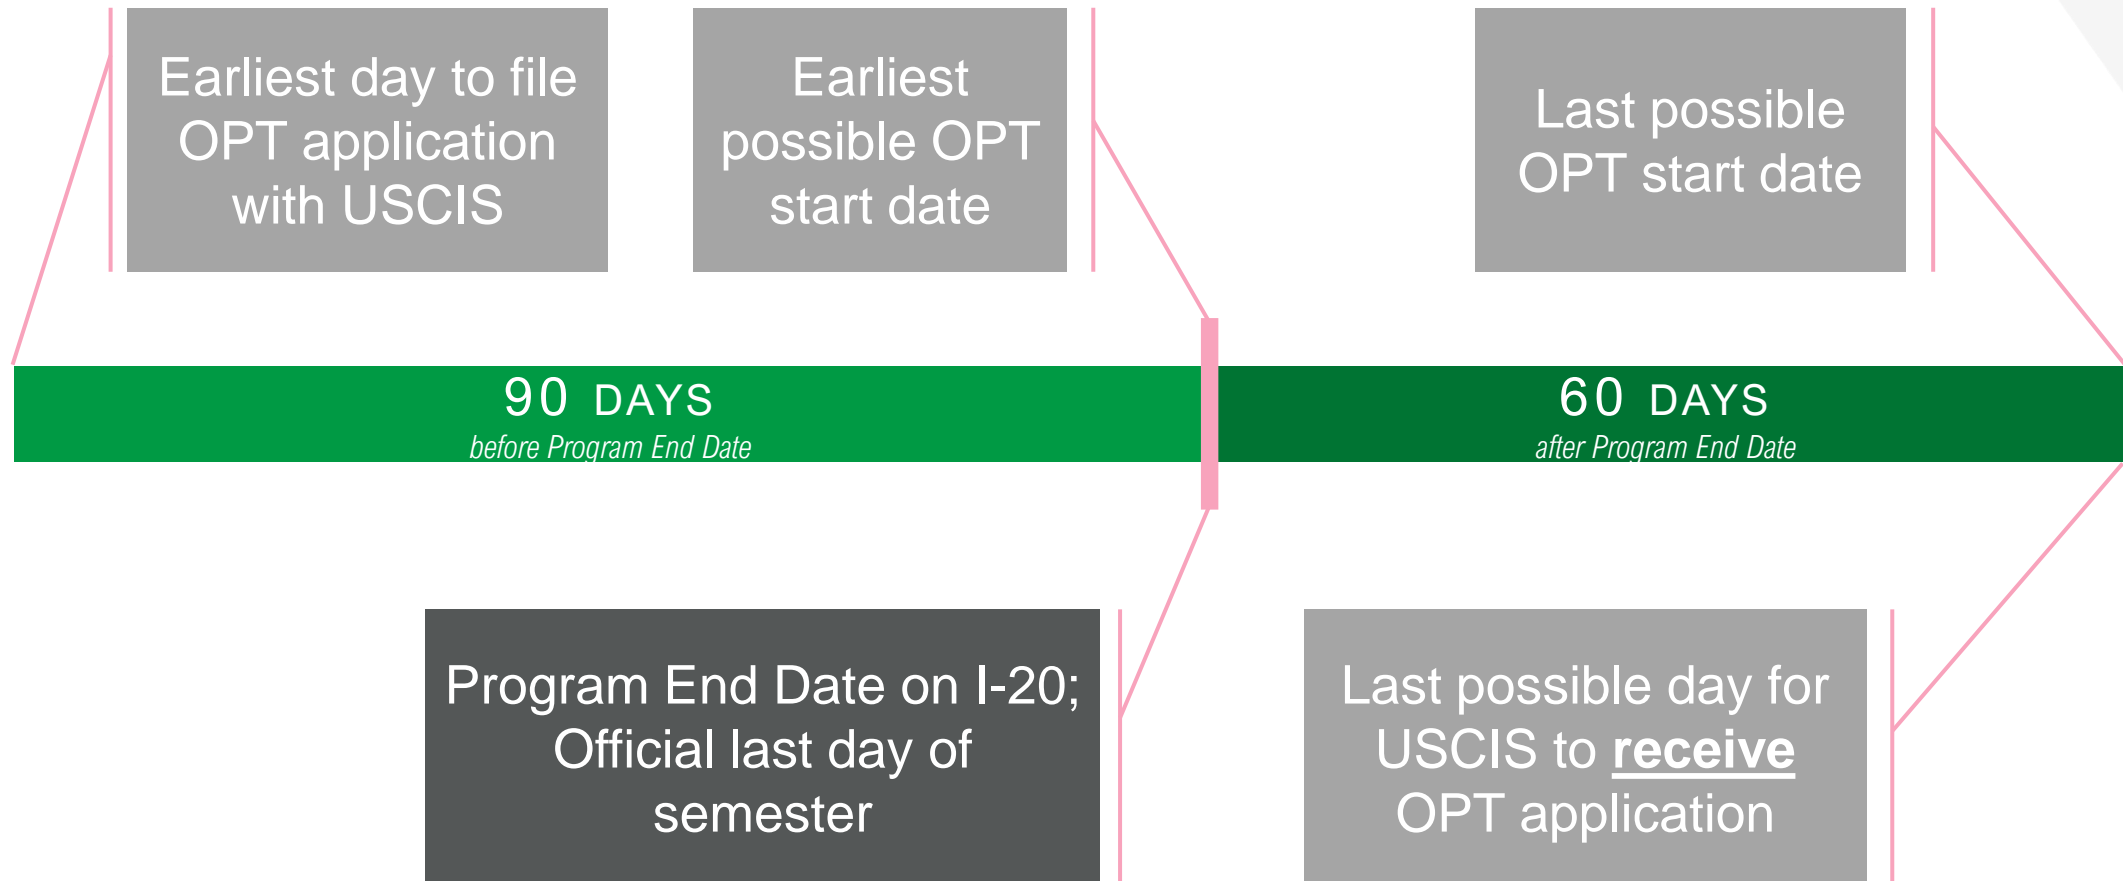 Earliest day to file
OPT application
with USCIS
Earliest
possible OPT
start date
Last possible
OPT start date
90 DAYS
before Program End Date
60 DAYS
after Program End Date
Program End Date on I-20;
Official last day of
semester
Last possible day for
USCIS to receive
OPT application